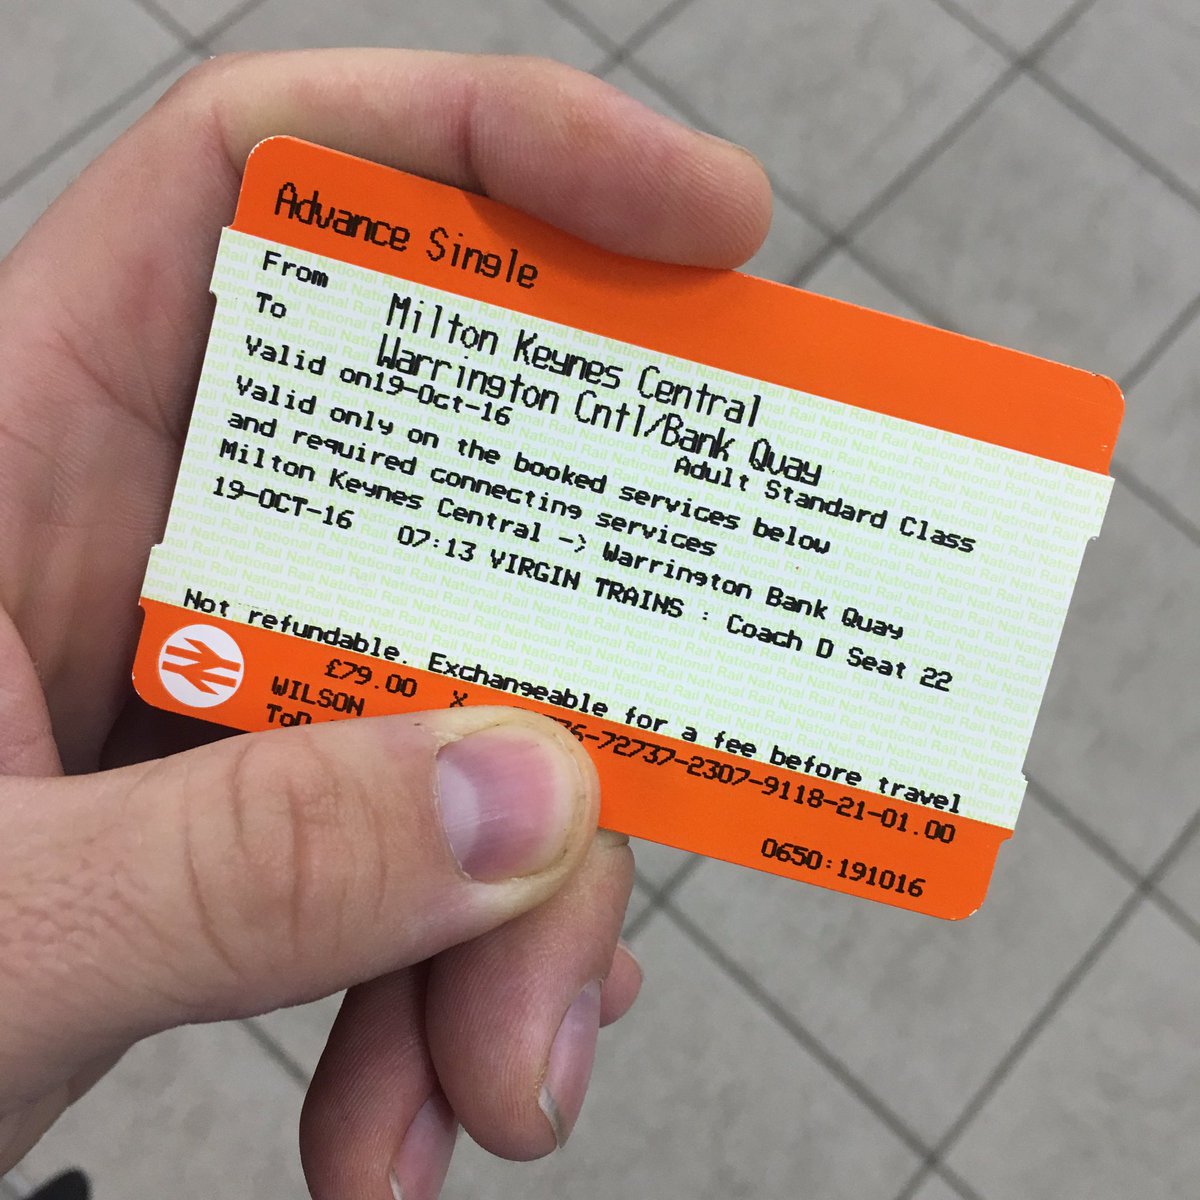 Advance Single
From Milton Keynes Central
To Warrington Cntl/Bank Quay
Valid on19-Oct-16 Adult Standard Class
Valid only on the booked services below
and required connecting services
Milton Keynes Central -> Warrington Bank Quay
19-OCT-16 07:13 VIRGIN TRAINS : Coach D Seat 22
Not refundable. Exchangeable for a fee before travel
£79.00 X 6-72737-2307-9118-21-01.00
WILSON
ToD 0650:191016